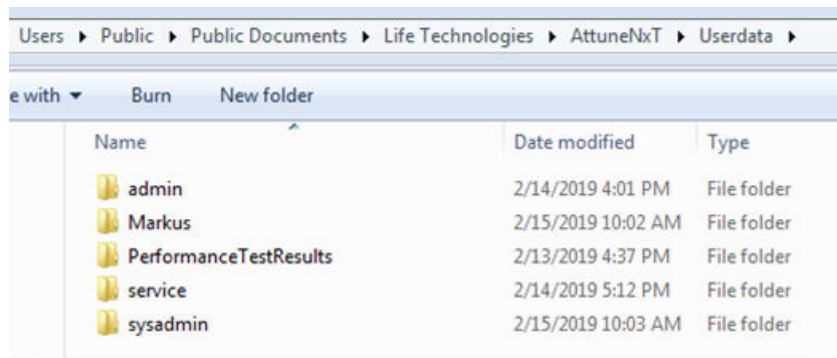 Users ▸ Public ▸ Public Documents ▸ Life Technologies ▸ AttuneNxT ▸ Userdata ▸
e with Burn New folder
Name Date modified Type
admin 2/14/2019 4:01 PM File folder
Markus 2/15/2019 10:02 AM File folder
PerformanceTestResults 2/13/2019 4:37 PM File folder
service 2/14/2019 5:12 PM File folder
sysadmin 2/15/2019 10:03 AM File folder